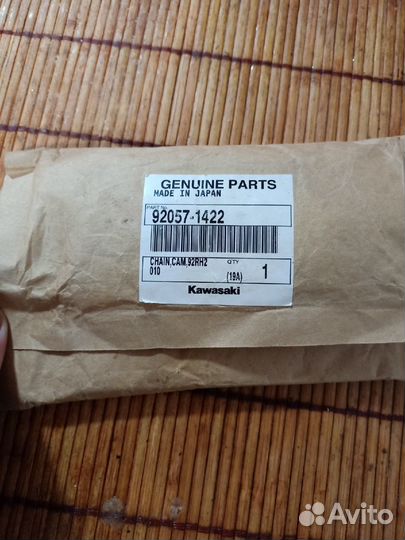 GENUINE PARTS
MADE IN JAPAN
PART No.
92057-1422
CHAIN,CAM,92RH2 QTY
010 (19A) 1
Kawasaki
Avito